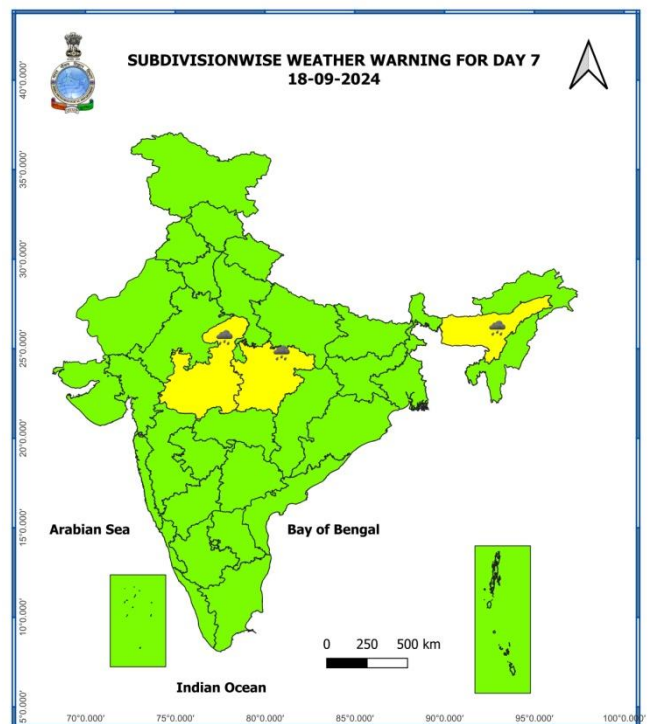 SUBDIVISIONWISE WEATHER WARNING FOR DAY 7
18-09-2024
40°0.000'
35°0.000'
30°0.000'
25°0.000'
20°0.000'
15°0.000'
10°0.000'
5°0.000'
Arabian Sea
Bay of Bengal
0 250 500 km
Indian Ocean
70°0.000' 75°0.000' 80°0.000' 85°0.000' 90°0.000' 95°0.000' 100°0.000'